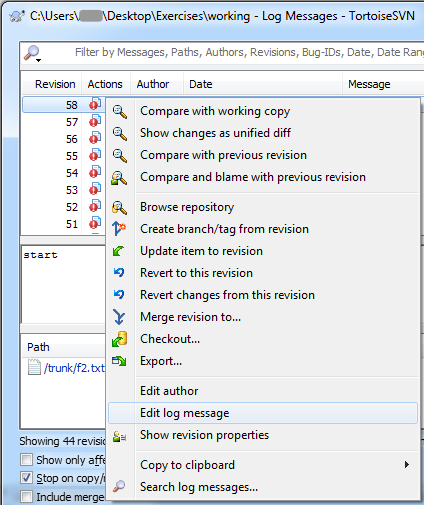 C:\Users\ \Desktop\Exercises\working - Log Messages - TortoiseSVN
Filter by Messages, Paths, Authors, Revisions, Bug-IDs, Date, Date Rang
Revision Actions Author Date Message
58
57
56
55
54
53
52
51
Compare with working copy
Show changes as unified diff
Compare with previous revision
Compare and blame with previous revision
Browse repository
Create branch/tag from revision
Update item to revision
Revert to this revision
Revert changes from this revision
Merge revision to...
Checkout...
Export...
Edit author
Edit log message
Show revision properties
Copy to clipboard
Search log messages...
start
Path
/trunk/f2.txt
Showing 44 revisio
Show only affe
Stop on copy/r
Include merge